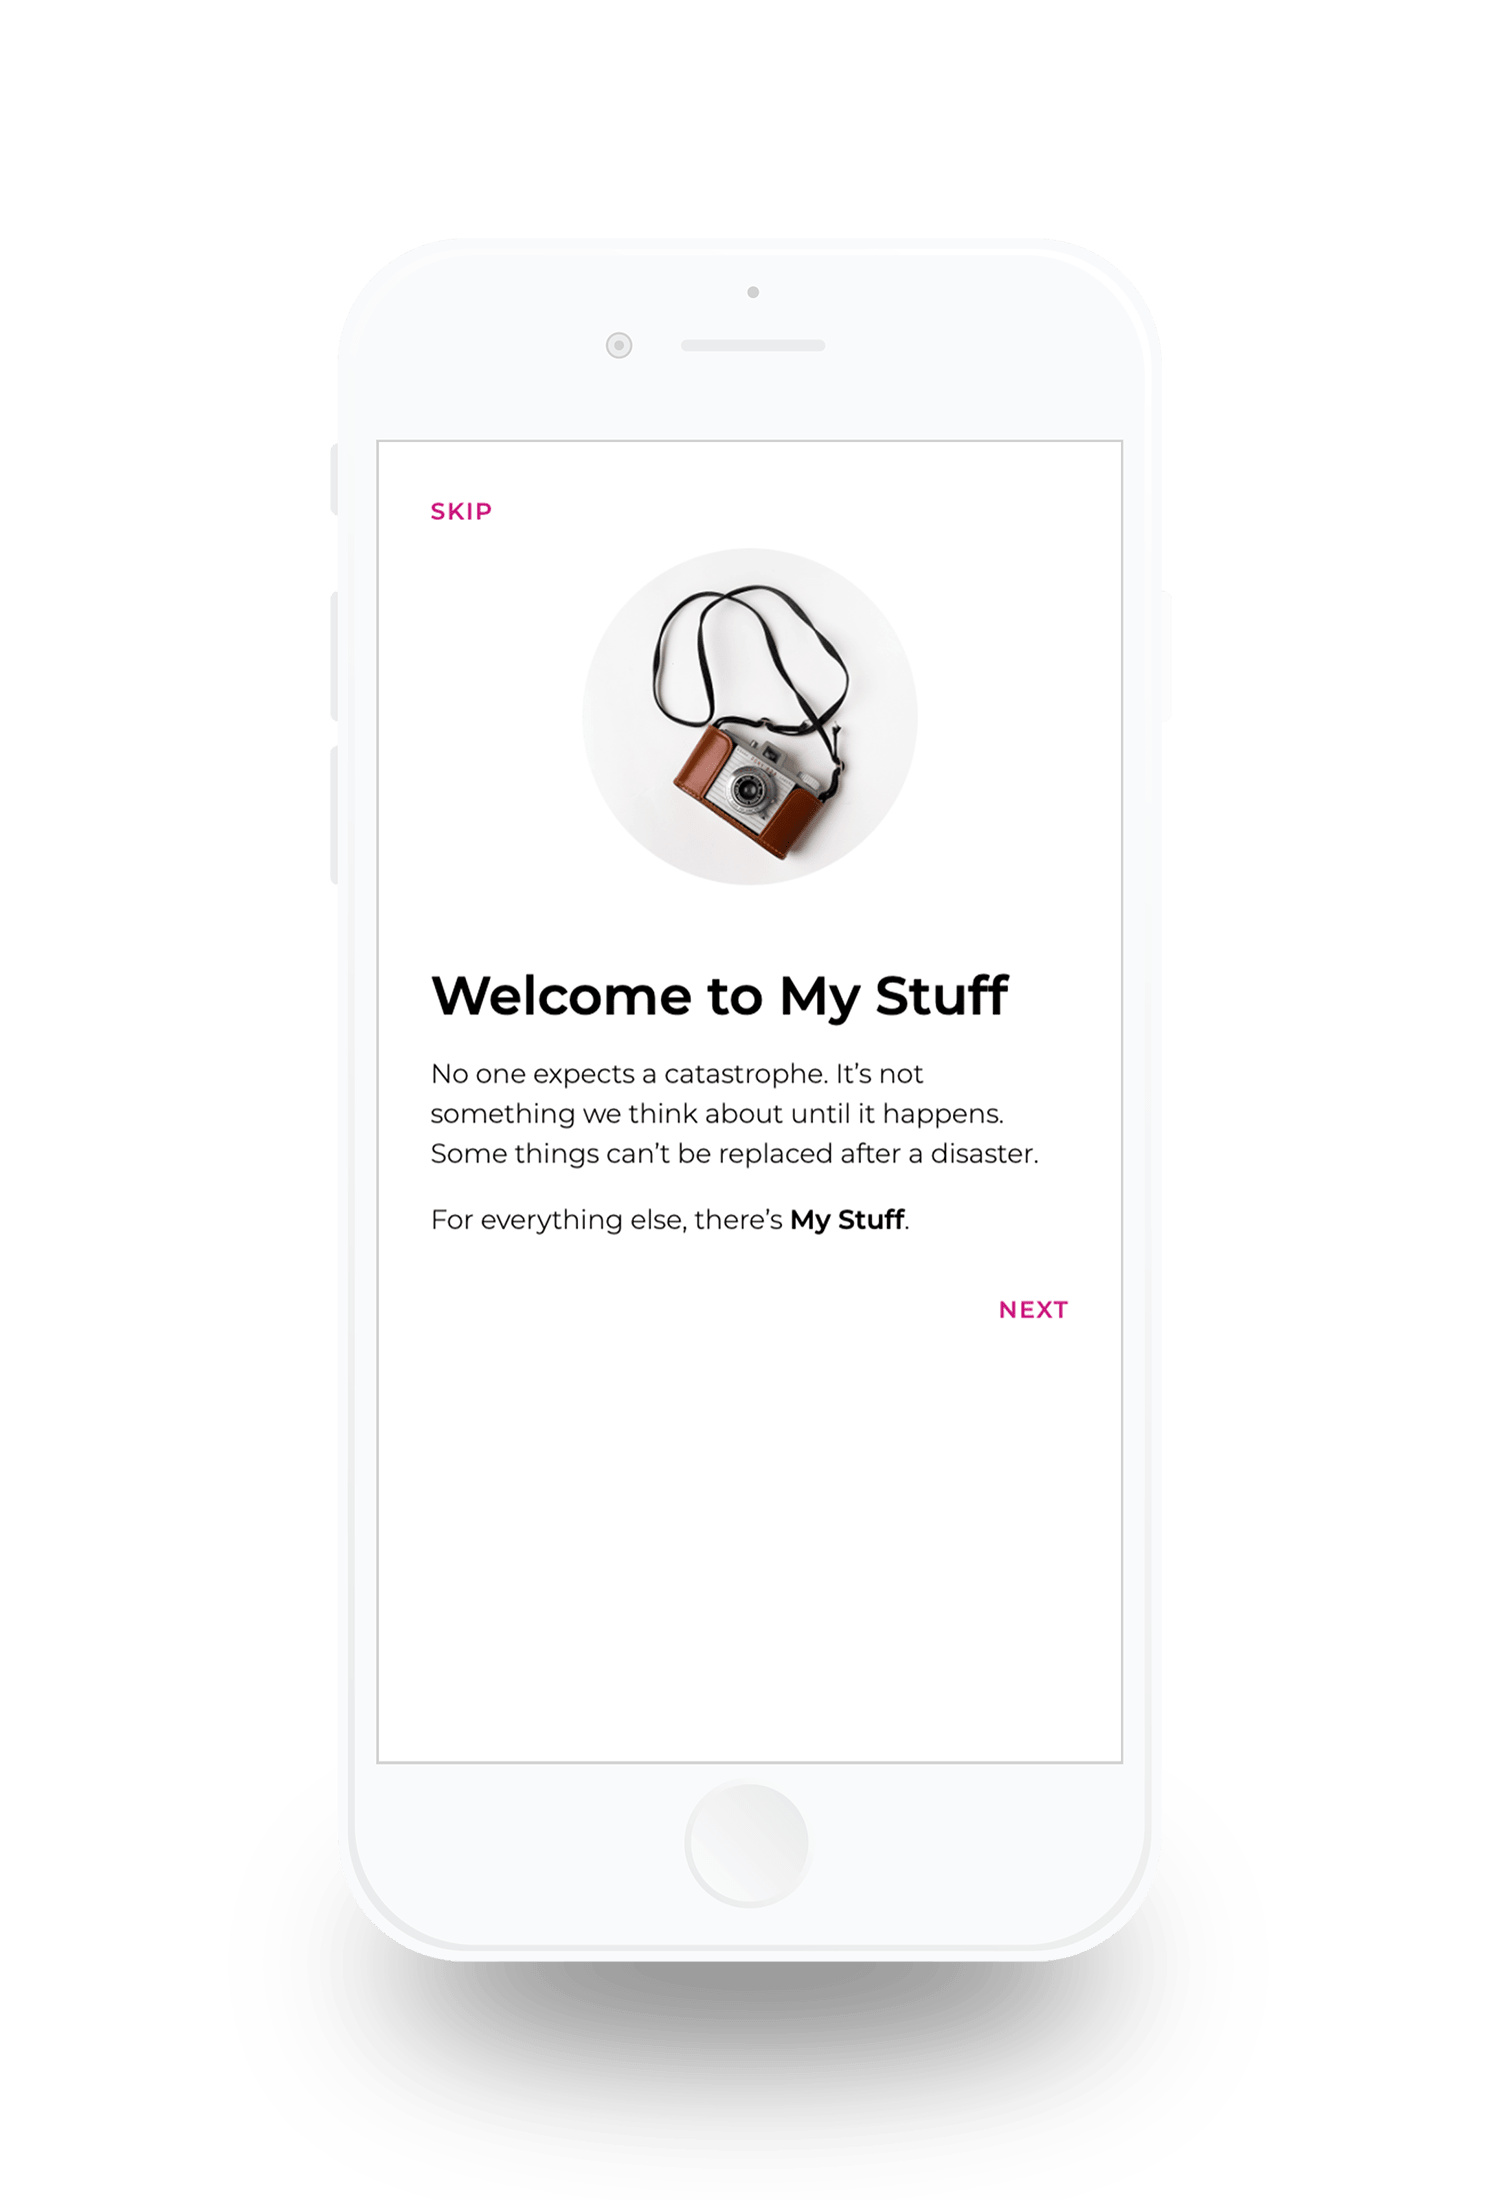 SKIP
Welcome to My Stuff
No one expects a catastrophe. It’s not
something we think about until it happens.
Some things can’t be replaced after a disaster.
For everything else, there’s My Stuff.
NEXT